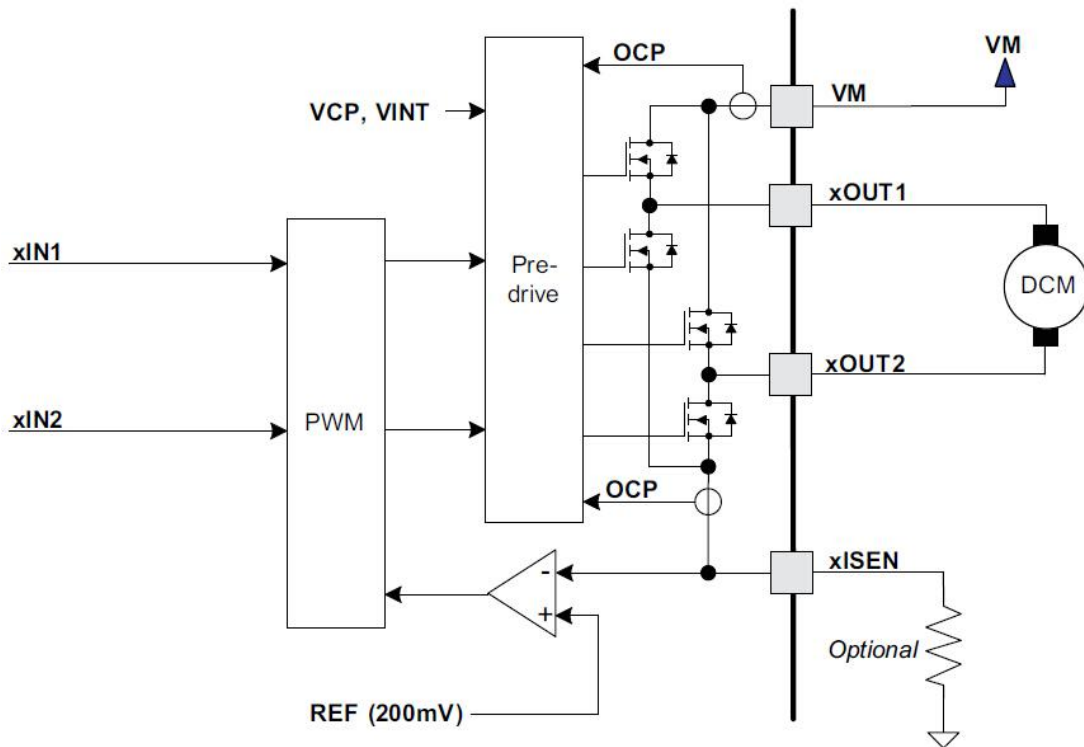 OCP
VM
VM
VCP, VINT
xOUT1
xIN1
Pre-
drive
DCM
xOUT2
xIN2
PWM
OCP
xISEN
-
+
Optional
REF (200mV)